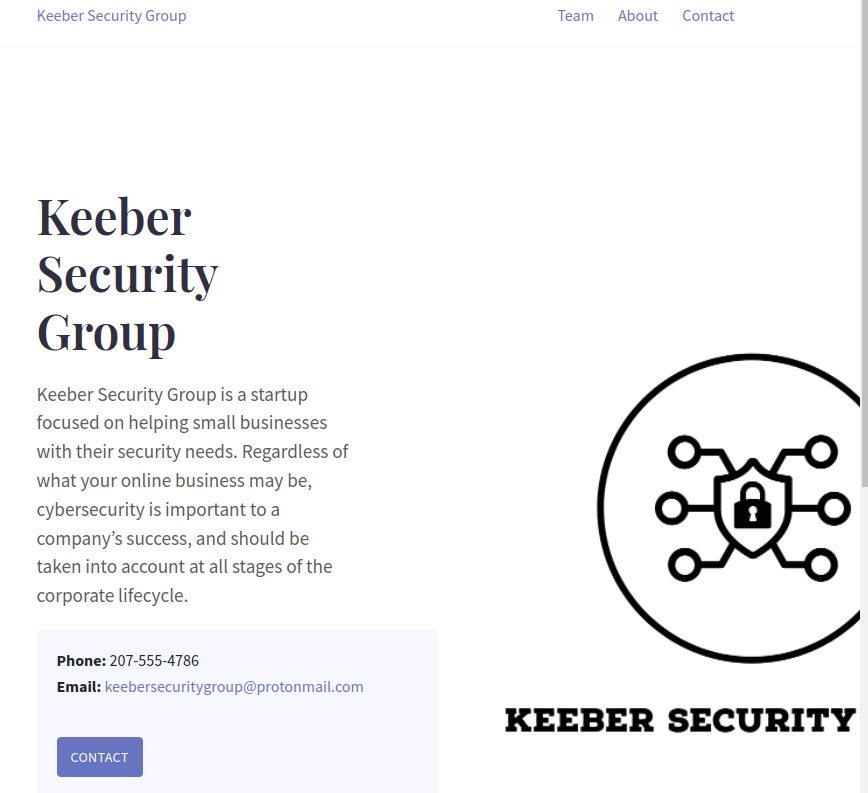 Keeber Security Group
Team About Contact
Keeber
Security
Group
Keeber Security Group is a startup
focused on helping small businesses
with their security needs. Regardless of
what your online business may be,
cybersecurity is important to a
company’s success, and should be
taken into account at all stages of the
corporate lifecycle.
Phone: 207-555-4786
Email: keebersecuritygroup@protonmail.com
CONTACT
KEEBER SECURITY